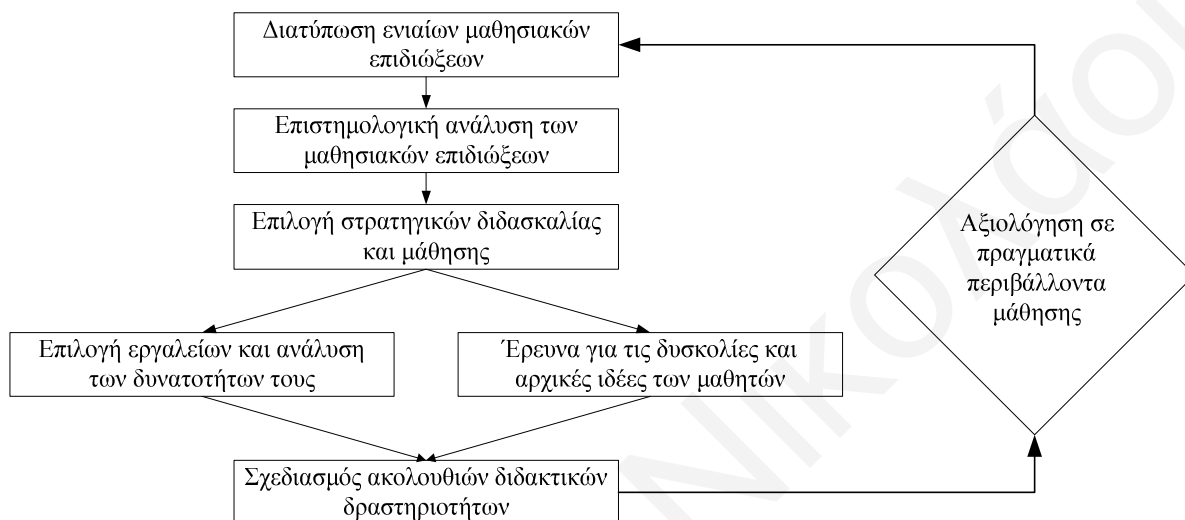 Διατύπωση ενιαίων μαθησιακών
επιδιώξεων
Επιστημολογική ανάλυση των
μαθησιακών επιδιώξεων
Επιλογή στρατηγικών διδασκαλίας
και μάθησης
Επιλογή εργαλείων και ανάλυση
των δυνατοτήτων τους
Έρευνα για τις δυσκολίες και
αρχικές ιδέες των μαθητών
Σχεδιασμός ακολουθιών διδακτικών
δραστηριοτήτων
Αξιολόγηση σε
πραγματικά
περιβάλλοντα
μάθησης
Νικολάου